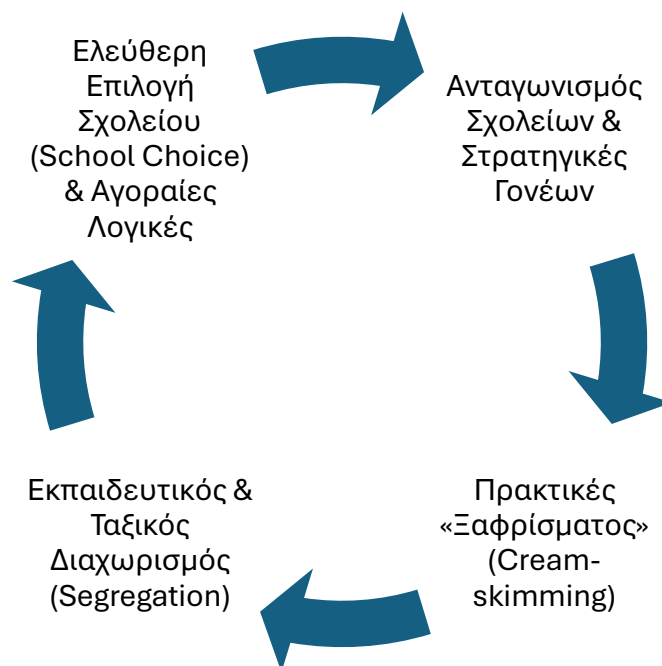 Ελεύθερη
Επιλογή
Σχολείου
(School Choice)
& Αγοραίες
Λογικές
Ανταγωνισμός
Σχολείων &
Στρατηγικές
Γονέων
Πρακτικές
«Ξαφρίσματος»
(Cream-
skimming)
Εκπαιδευτικός &
Ταξικός
Διαχωρισμός
(Segregation)